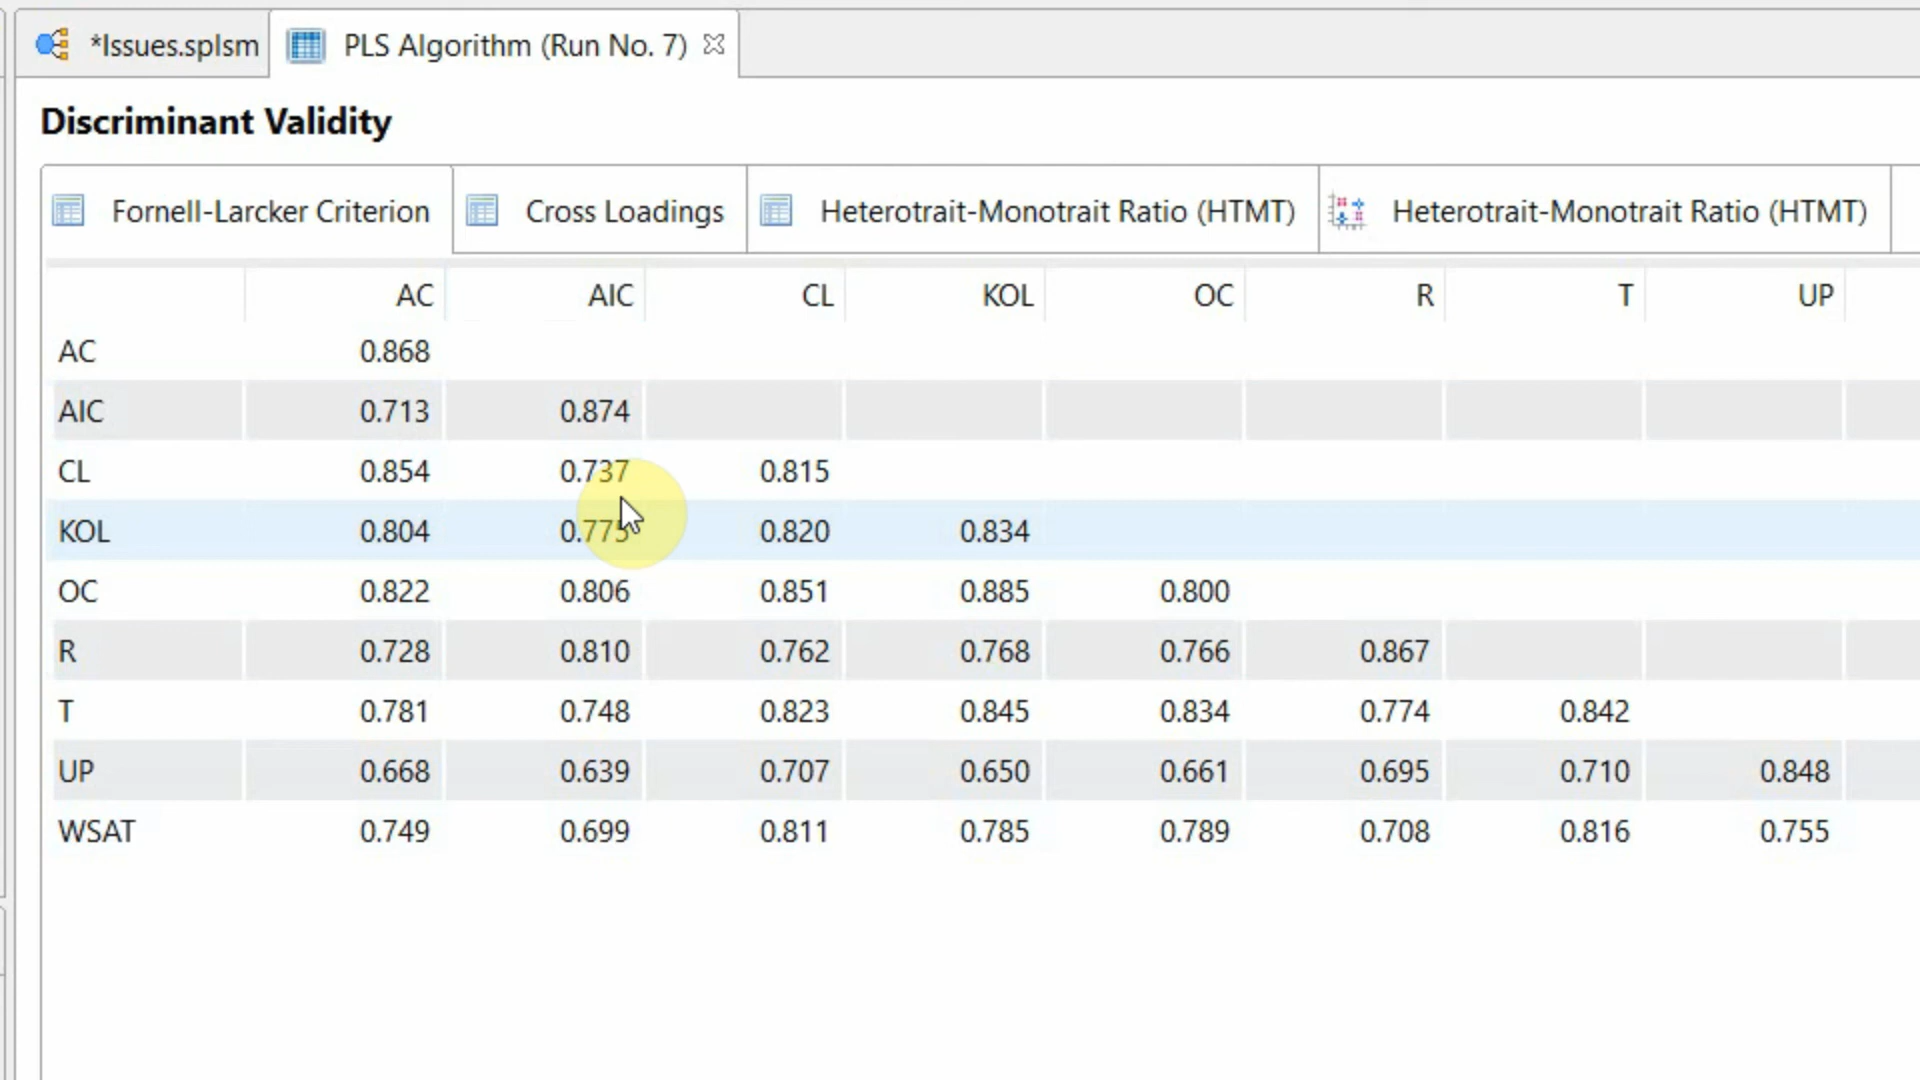 *Issues.splsm PLS Algorithm (Run No. 7)
Discriminant Validity
Fornell-Larcker Criterion Cross Loadings Heterotrait-Monotrait Ratio (HTMT) Heterotrait-Monotrait Ratio (HTMT)
AC AIC CL KOL OC R T UP
AC 0.868
AIC 0.713 0.874
CL 0.854 0.737 0.815
KOL 0.804 0.775 0.820 0.834
OC 0.822 0.806 0.851 0.885 0.800
R 0.728 0.810 0.762 0.768 0.766 0.867
T 0.781 0.748 0.823 0.845 0.834 0.774 0.842
UP 0.668 0.639 0.707 0.650 0.661 0.695 0.710 0.848
WSAT 0.749 0.699 0.811 0.785 0.789 0.708 0.816 0.755